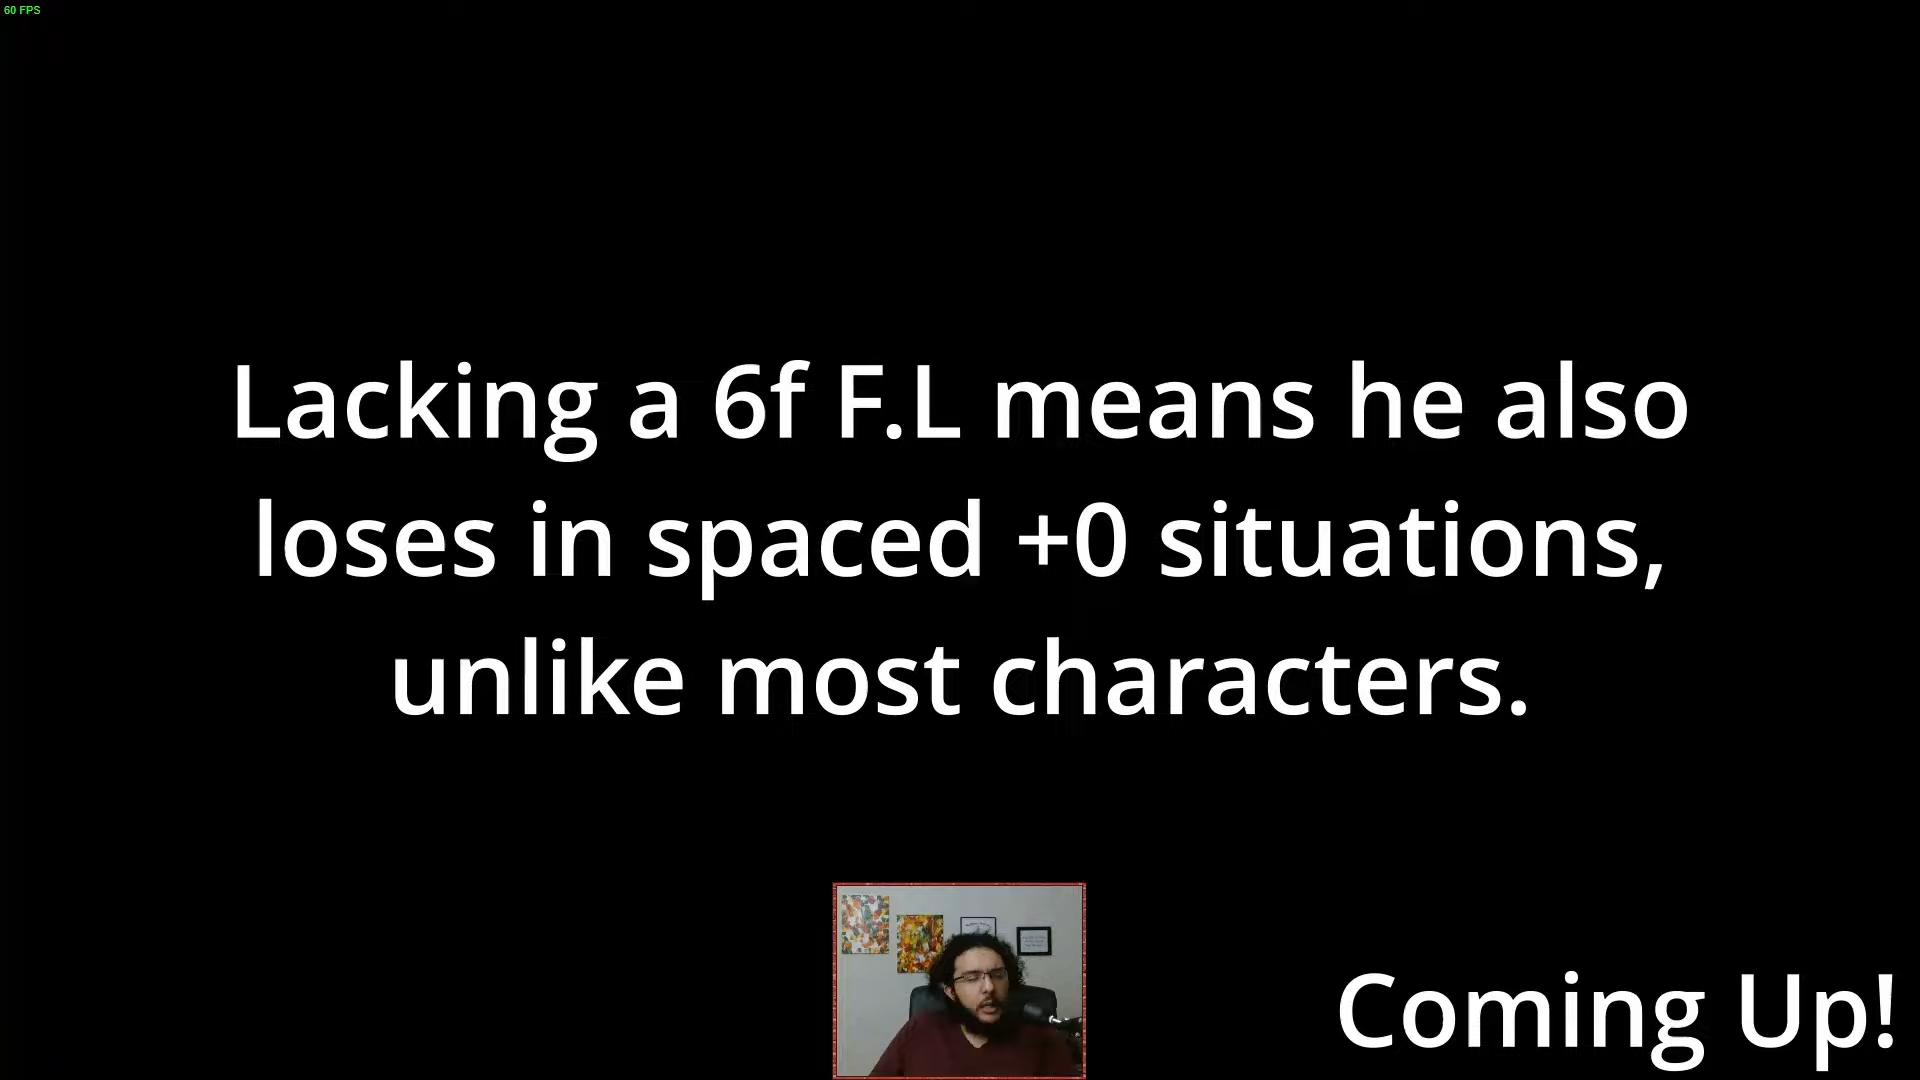 60 FPS
Lacking a 6f F.L means he also
loses in spaced +0 situations,
unlike most characters.
Coming Up!